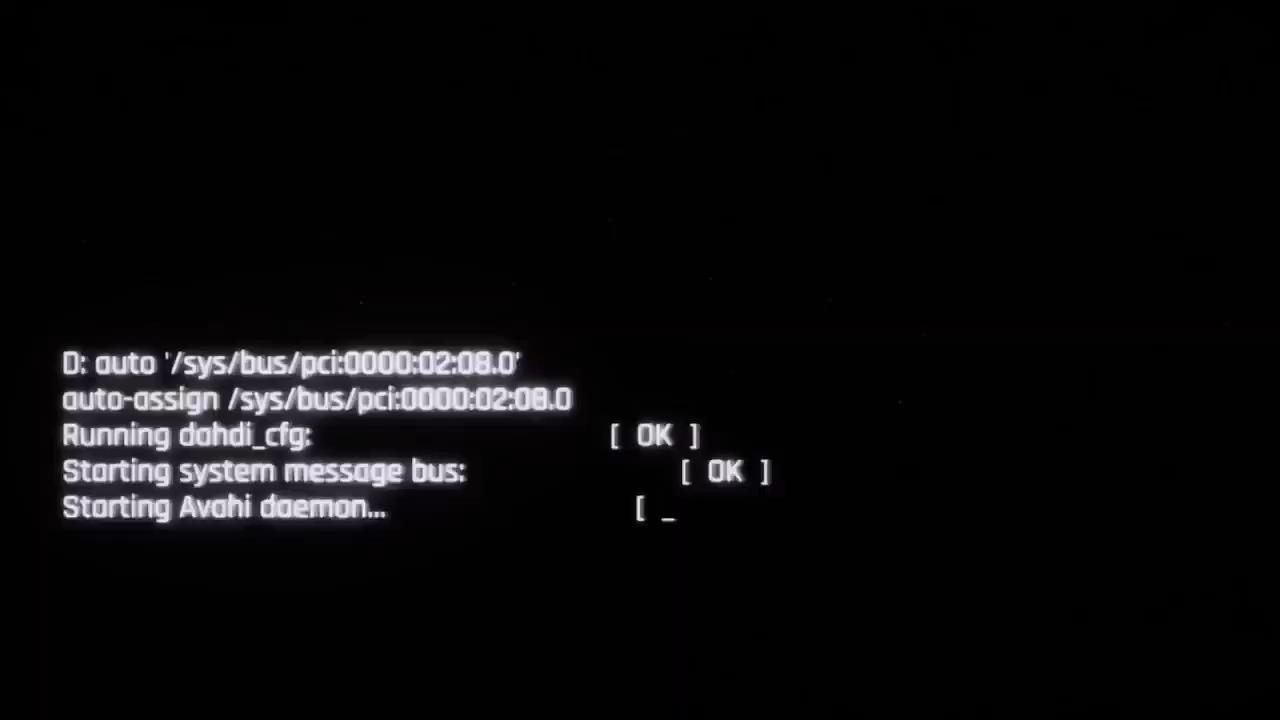 D: auto '/sys/bus/pci:0000:02:08.0'
auto-assign /sys/bus/pci:0000:02:08.0
Running dahdi_cfg: [ OK ]
Starting system message bus: [ OK ]
Starting Avahi daemon... [ _